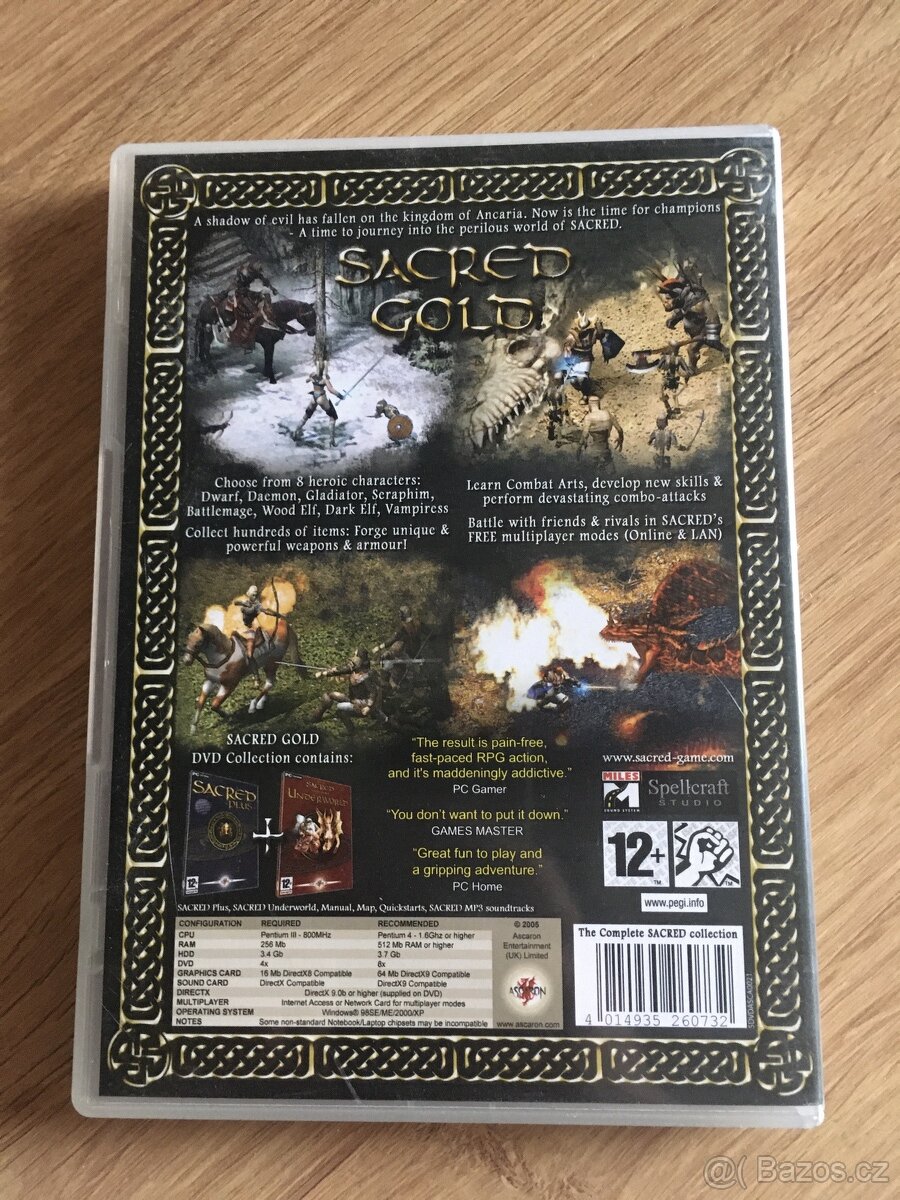 A shadow of evil has fallen on the kingdom of Ancaria. Now is the time for champions
- A time to journey into the perilous world of SACRED.
SACRED
GOLD
Choose from 8 heroic characters:
Dwarf, Daemon, Gladiator, Seraphim,
Battlemage, Wood Elf, Dark Elf, Vampiress
Collect hundreds of items: Forge unique &
powerful weapons & armour!
Learn Combat Arts, develop new skills &
perform devastating combo-attacks
Battle with friends & rivals in SACRED's
FREE multiplayer modes (Online & LAN)
SACRED GOLD
DVD Collection contains:
SACRED
PLUS
12+
SACRED
UNDERWORLD
12+
SACRED Plus, SACRED Underworld, Manual, Map, Quickstarts, SACRED MP3 soundtracks
"The result is pain-free,
fast-paced RPG action,
and it's maddeningly addictive."
PC Gamer
"You don't want to put it down."
GAMES MASTER
"Great fun to play and
a gripping adventure."
PC Home
www.sacred-game.com
MILES
SOUND SYSTEM
Spellcraft
STUDIO
12+
TM
TM
www.pegi.info
CONFIGURATION REQUIRED RECOMMENDED
CPU Pentium III - 800MHz Pentium 4 - 1.6Ghz or higher
RAM 256 Mb 512 Mb RAM or higher
HDD 3.4 Gb 3.7 Gb
DVD 4x 8x
GRAPHICS CARD 16 Mb DirectX8 Compatible 64 Mb DirectX9 Compatible
SOUND CARD DirectX Compatible DirectX9 Compatible
DIRECTX DirectX 9.0b or higher (supplied on DVD)
MULTIPLAYER Internet Access or Network Card for multiplayer modes
OPERATING SYSTEM Windows® 98SE/ME/2000/XP
NOTES Some non-standard Notebook/Laptop chipsets may be incompatible
© 2005
Ascaron
Entertainment
(UK) Limited
ASCARON
www.ascaron.com
The Complete SACRED collection
4 014935 260732
SDVDASCA0021
@( Bazos.cz